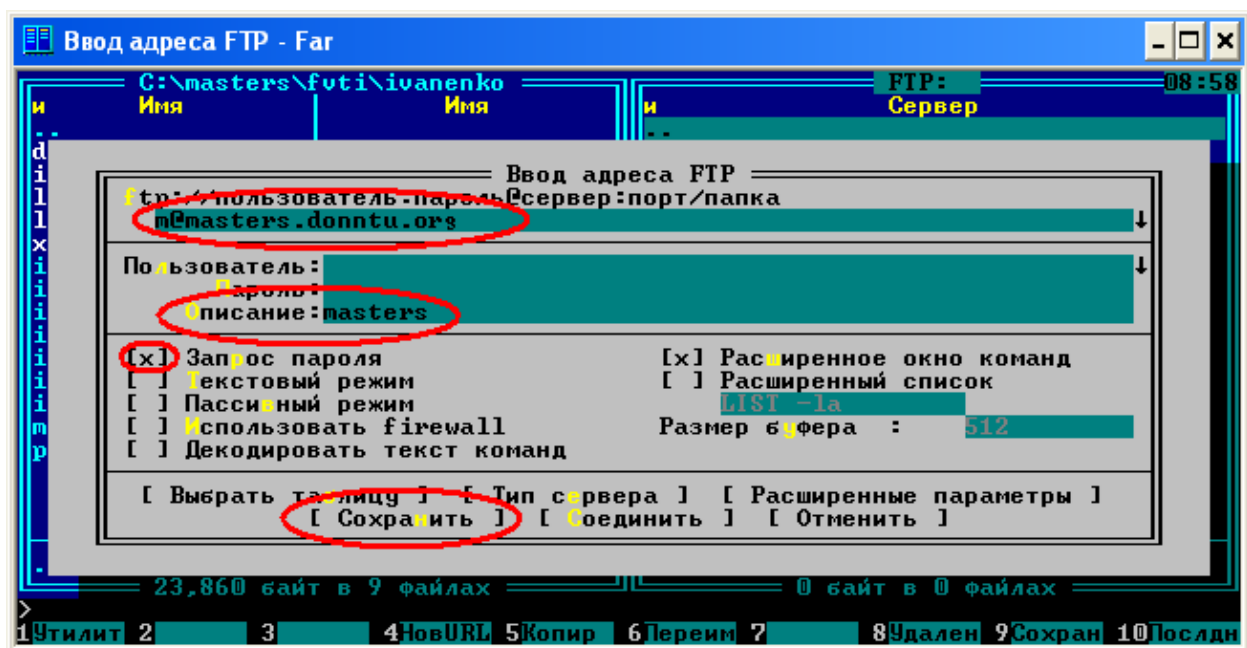 Ввод адреса FTP - Far
C:\masters\fvti\ivanenko FTP: 08:58
и Имя Имя и Сервер
.. ..
d
i Ввод адреса FTP
l ftp://пользователь:пароль@сервер:порт/папка
l m@masters.donntu.org ↓
x
i Пользователь: ↓
i Пароль:
i Описание:masters
i
i [x] Запрос пароля [x] Расширенное окно команд
i [ ] Текстовый режим [ ] Расширенный список
i [ ] Пассивный режим LIST -la
m [ ] Использовать firewall Размер буфера : 512
p [ ] Декодировать текст команд
[ Выбрать таблицу ] [ Тип сервера ] [ Расширенные параметры ]
[ Сохранить ] [ Соединить ] [ Отменить ]
.
23,860 байт в 9 файлах 0 байт в 0 файлах
>
1Утилит 2 3 4НовURL 5Копир 6Переим 7 8Удален 9Сохран 10Послдн